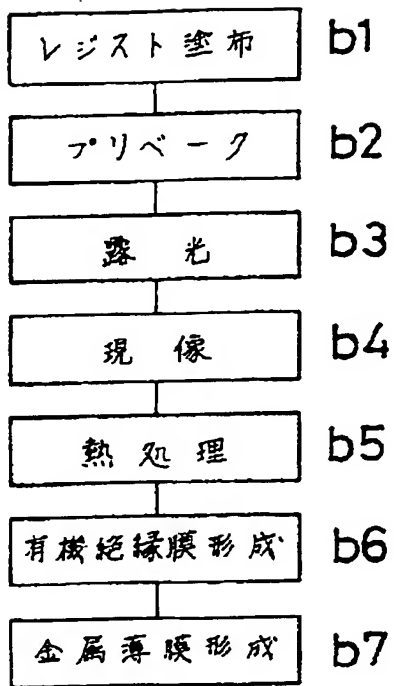 レジスト塗布 b1
プリベーク b2
露光 b3
現像 b4
熱処理 b5
有機絶縁膜形成 b6
金属薄膜形成 b7